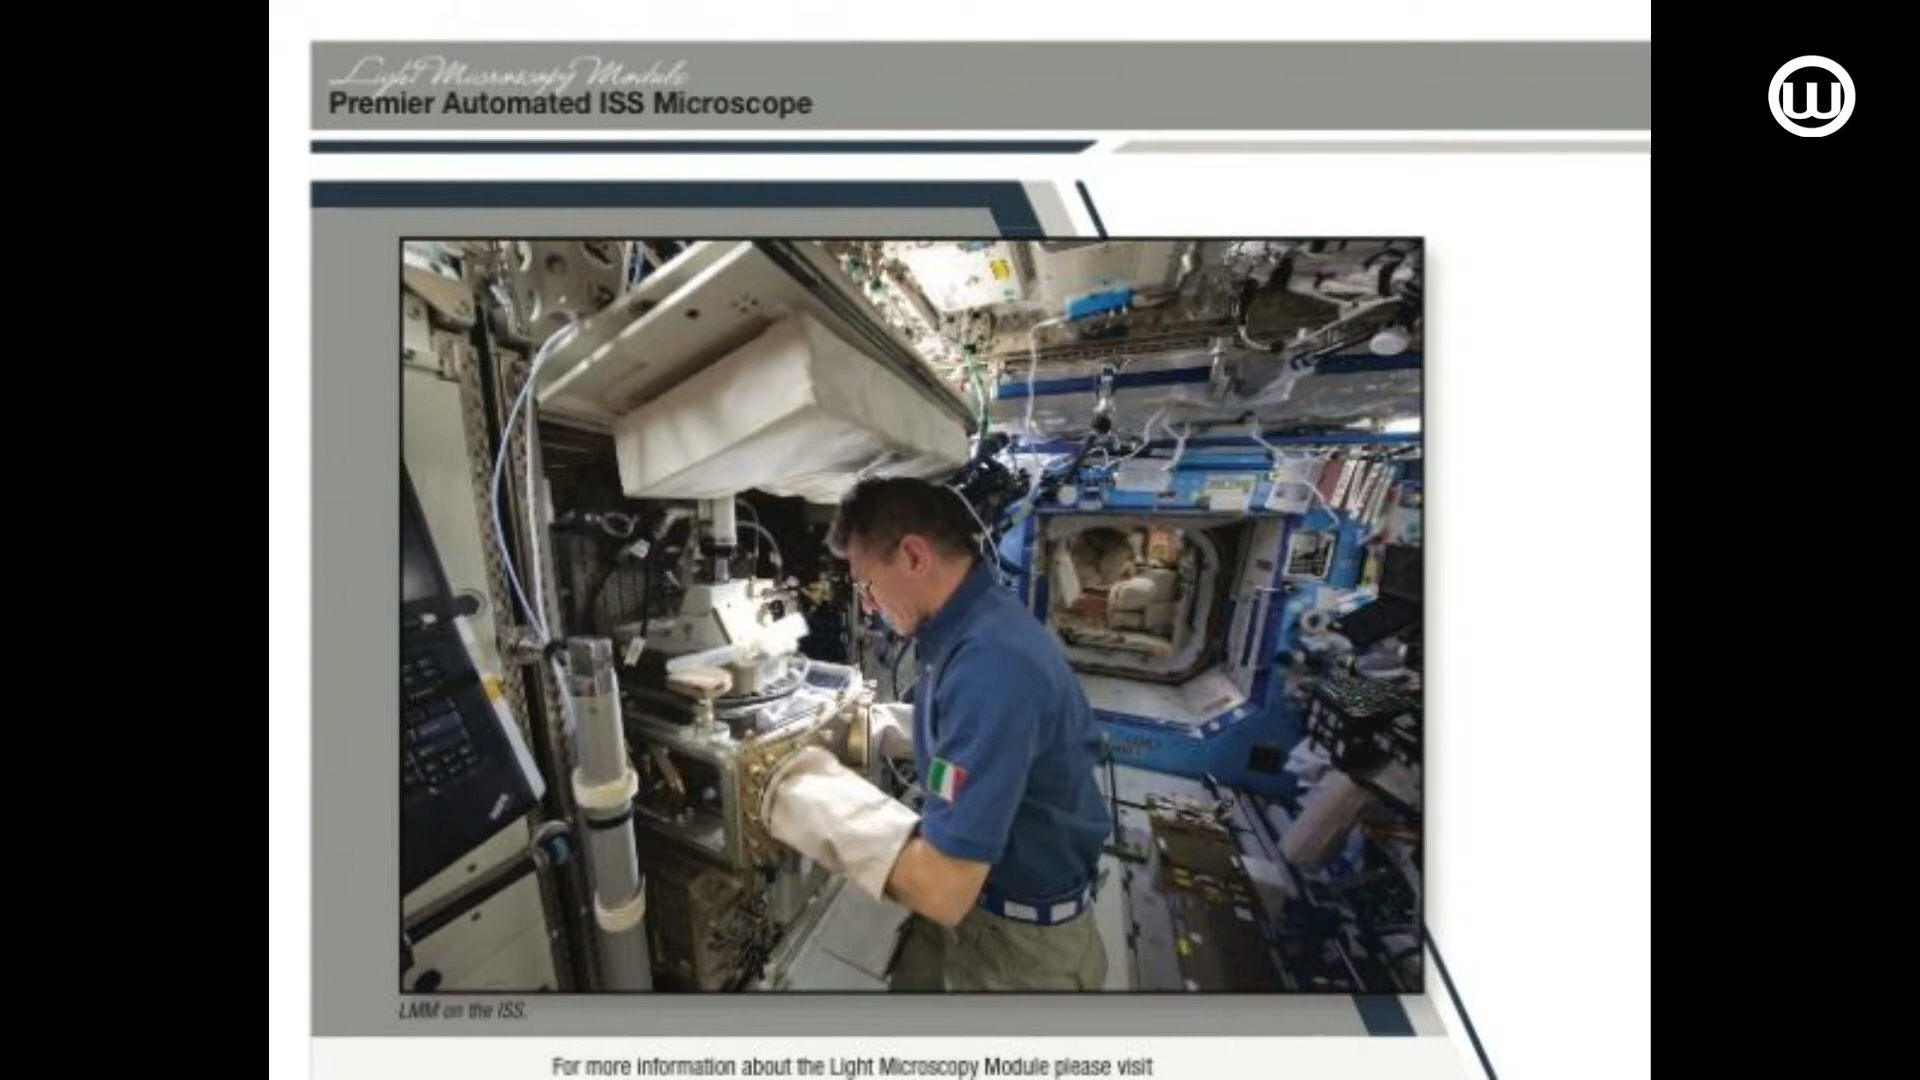 Light Microscopy Module
Premier Automated ISS Microscope
LMM on the ISS.
For more information about the Light Microscopy Module please visit